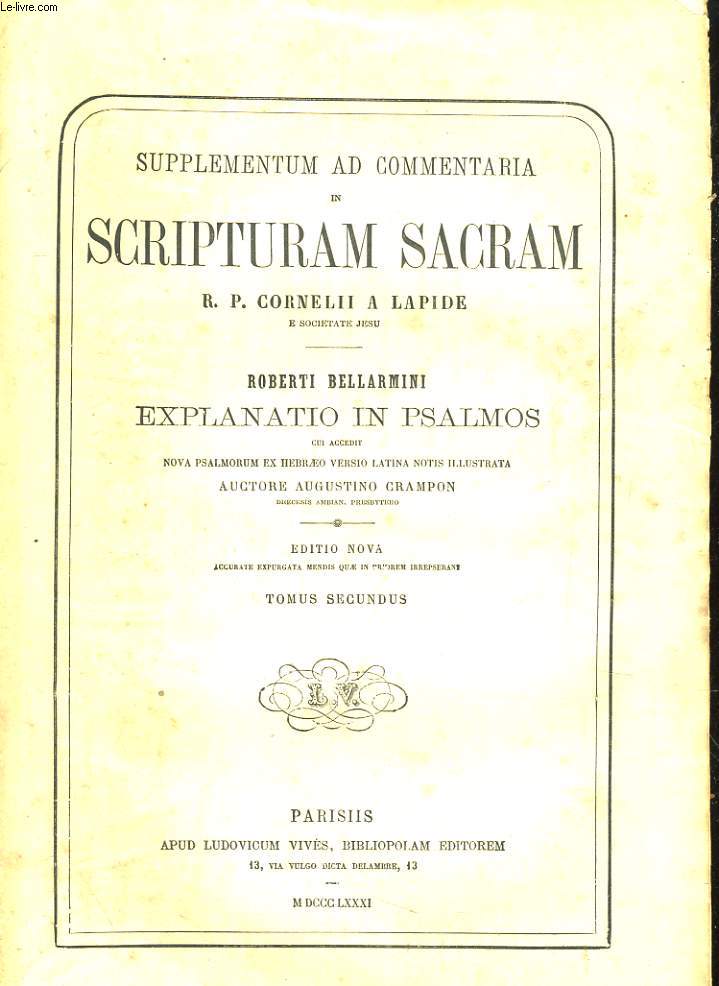 Le-livre.com
SUPPLEMENTUM AD COMMENTARIA
IN
SCRIPTURAM SACRAM
R. P. CORNELII A LAPIDE
E SOCIETATE JESU
ROBERTI BELLARMINI
EXPLANATIO IN PSALMOS
CUI ACCEDIT
NOVA PSALMORUM EX HEBRÆO VERSIO LATINA NOTIS ILLUSTRATA
AUCTORE AUGUSTINO CRAMPON
DIŒCESIS AMBIAN. PRESBYTERO
EDITIO NOVA
ACCURATE EXPURGATA MENDIS QUÆ IN PRIOREM IRREPSERANT
TOMUS SECUNDUS
L. V.
PARISIIS
APUD LUDOVICUM VIVÈS, BIBLIOPOLAM EDITOREM
13, VIA VULGO DICTA DELAMBRE, 13
M DCCC LXXXI